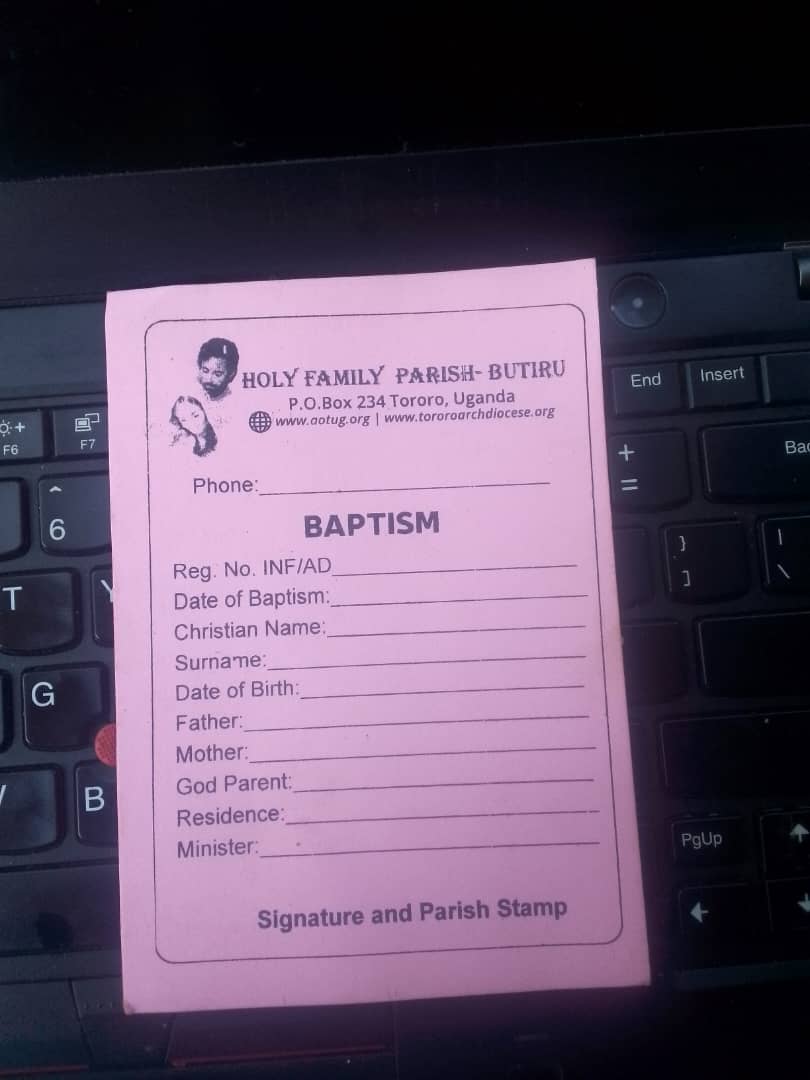 HOLY FAMILY PARISH- BUTIRU
P.O.Box 234 Tororo, Uganda
www.aotug.org | www.tororoarchdiocese.org
Phone:
BAPTISM
Reg. No. INF/AD
Date of Baptism:
Christian Name:
Surname:
Date of Birth:
Father:
Mother:
God Parent:
Residence:
Minister:
Signature and Parish Stamp
End Insert
F6 F7
+
=
^
6
}
]
|
\
T
G
B
PgUp